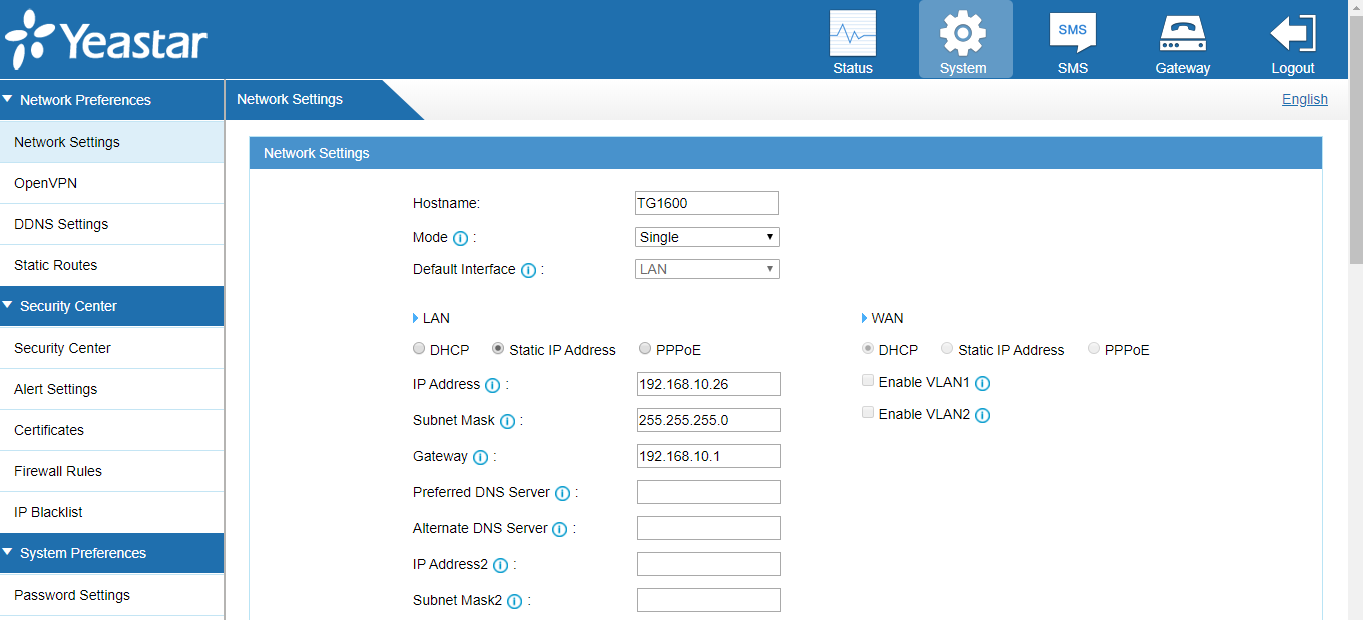 Yeastar
Status
System
SMS
SMS
Gateway
Logout
Network Preferences
Network Settings
OpenVPN
DDNS Settings
Static Routes
Security Center
Security Center
Alert Settings
Certificates
Firewall Rules
IP Blacklist
System Preferences
Password Settings
Network Settings
English
Network Settings
Hostname: TG1600
Mode i : Single
Default Interface i : LAN
LAN
DHCP Static IP Address PPPoE
IP Address i : 192.168.10.26
Subnet Mask i : 255.255.255.0
Gateway i : 192.168.10.1
Preferred DNS Server i :
Alternate DNS Server i :
IP Address2 i :
Subnet Mask2 i :
WAN
DHCP Static IP Address PPPoE
Enable VLAN1 i
Enable VLAN2 i